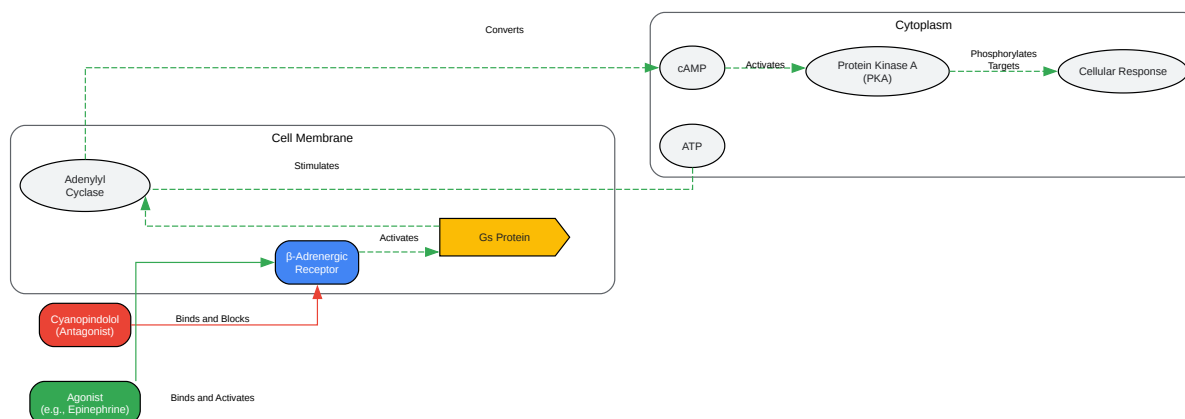 Converts
Cytoplasm
cAMP
Activates
Protein Kinase A
(PKA)
Phosphorylates
Targets
Cellular Response
ATP
Cell Membrane
Stimulates
Adenylyl
Cyclase
Gs Protein
Activates
β-Adrenergic
Receptor
Cyanopindolol
(Antagonist)
Binds and Blocks
Agonist
(e.g., Epinephrine)
Binds and Activates